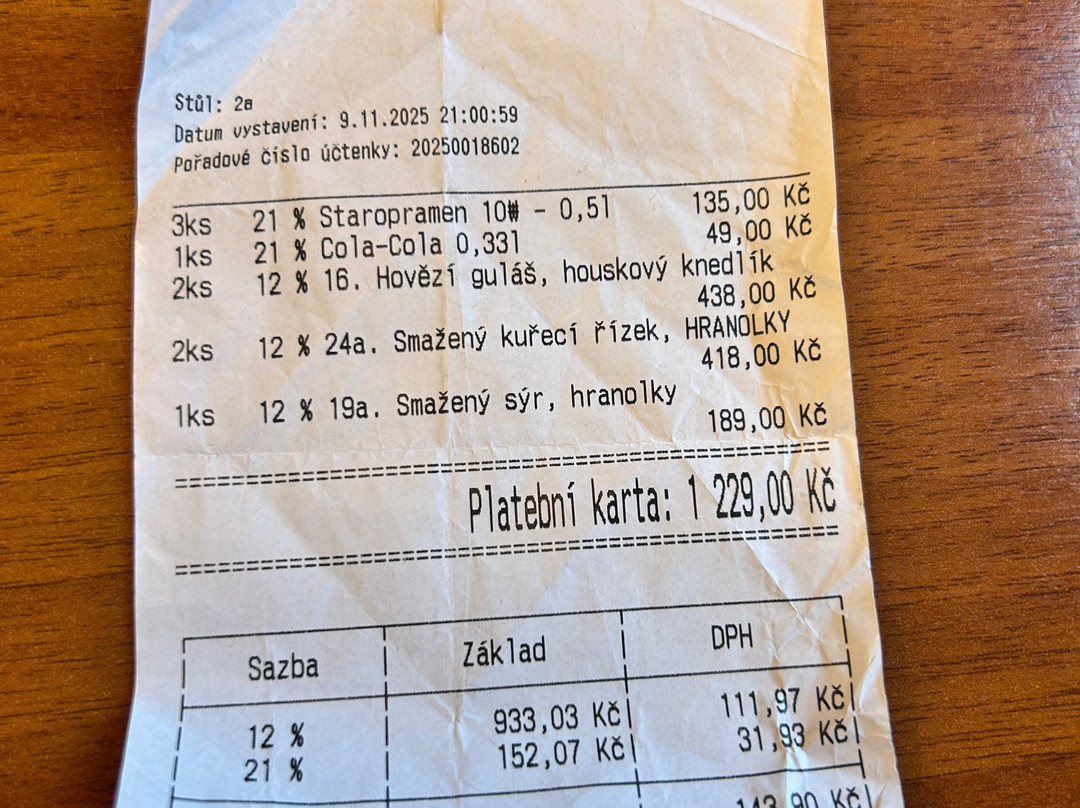 Stůl: 2a
Datum vystavení: 9.11.2025 21:00:59
Pořadové číslo účtenky: 20250018602
3ks 21 % Staropramen 10₩ - 0,5l 135,00 Kč
1ks 21 % Cola-Cola 0,33l 49,00 Kč
2ks 12 % 16. Hovězí guláš, houskový knedlík
438,00 Kč
2ks 12 % 24a. Smažený kuřecí řízek, HRANOLKY
418,00 Kč
1ks 12 % 19a. Smažený sýr, hranolky
189,00 Kč
Platební karta: 1 229,00 Kč
Sazba Základ DPH
12 % 933,03 Kč 111,97 Kč
21 % 152,07 Kč 31,93 Kč
143,90 Kč